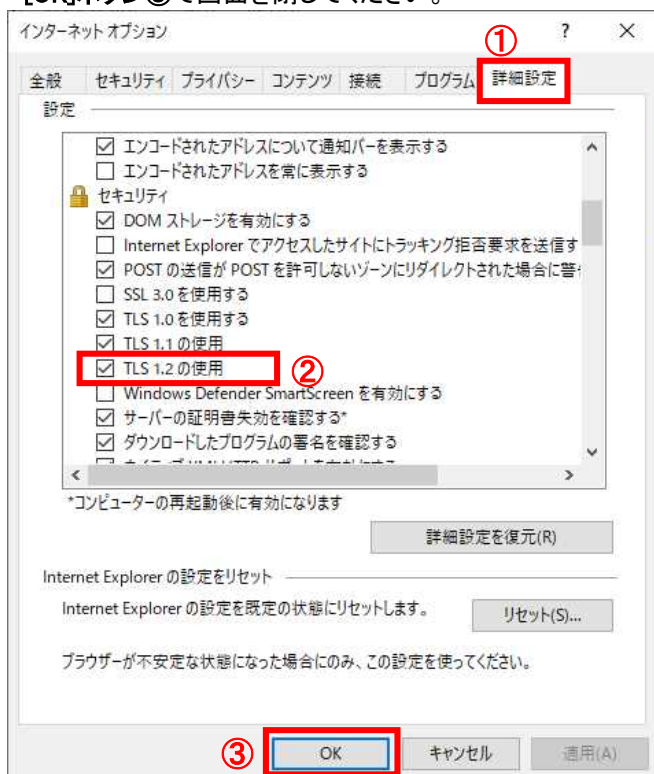 [OK]ボタン③で画面を閉じてください。
インターネット オプション ? ×
①
全般 セキュリティ プライバシー コンテンツ 接続 プログラム 詳細設定
設定
エンコードされたアドレスについて通知バーを表示する
エンコードされたアドレスを常に表示する
セキュリティ
DOM ストレージを有効にする
Internet Explorer でアクセスしたサイトにトラッキング拒否要求を送信す
POST の送信が POST を許可しないゾーンにリダイレクトされた場合に警
SSL 3.0 を使用する
TLS 1.0 を使用する
TLS 1.1 の使用
TLS 1.2 の使用 ②
Windows Defender SmartScreen を有効にする
サーバーの証明書失効を確認する*
ダウンロードしたプログラムの署名を確認する
*コンピューターの再起動後に有効になります
詳細設定を復元(R)
Internet Explorer の設定をリセット
Internet Explorer の設定を既定の状態にリセットします。 リセット(S)...
ブラウザーが不安定な状態になった場合にのみ、この設定を使ってください。
③ OK キャンセル 適用(A)